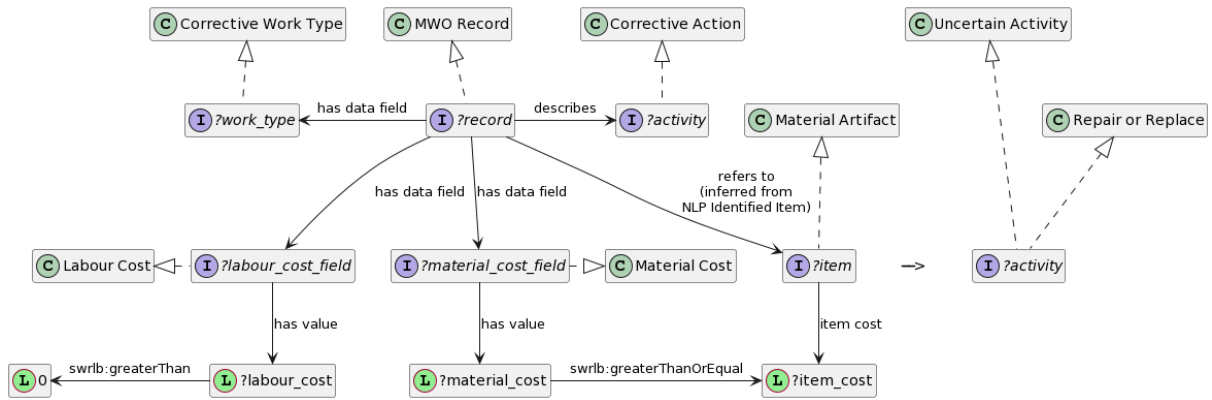 C Corrective Work Type
C MWO Record
C Corrective Action
C Uncertain Activity
I ?work_type
has data field
I ?record
describes
I ?activity
C Material Artifact
C Repair or Replace
has data field
has data field
refers to
(inferred from
NLP Identified Item)
C Labour Cost
I ?labour_cost_field
I ?material_cost_field
C Material Cost
I ?item
-->
I ?activity
has value
has value
item cost
L 0
swrlb:greaterThan
L ?labour_cost
L ?material_cost
swrlb:greaterThanOrEqual
L ?item_cost